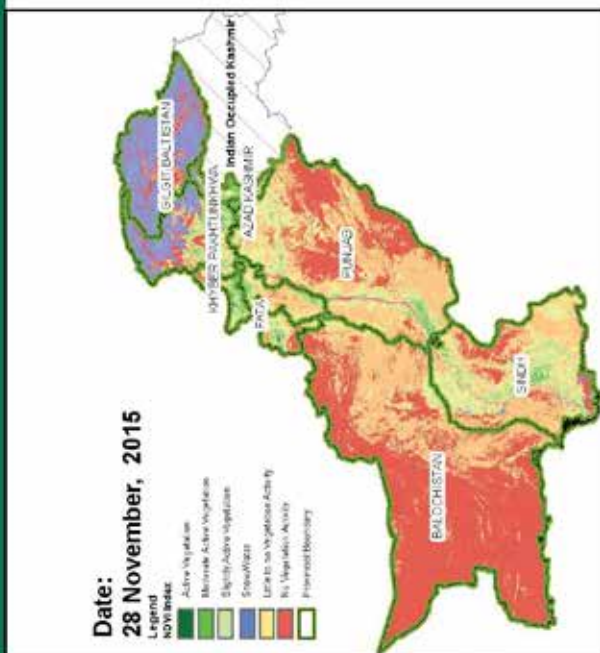 Date:
28 November, 2015
Legend
NDVI Index
Active Vegetation
Moderate Active Vegetation
Slightly Active Vegetation
Snow/Water
Little to no Vegetation Activity
No Vegetation Activity
Provincial Boundary
GILGIT BALTISTAN
KHYBER PAKHTUNKHWA
Indian Occupied Kashmir
AZAD KASHMIR
FATA
PUNJAB
BALOCHISTAN
SINDH